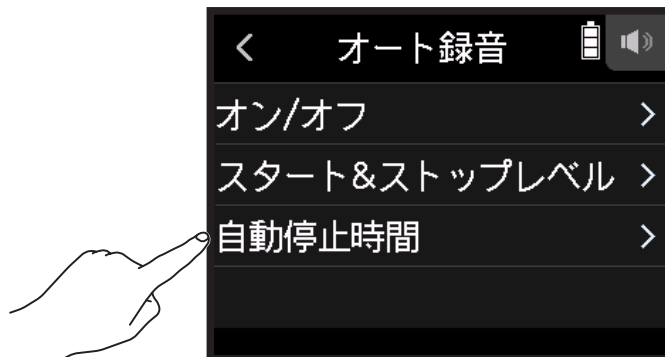 オート録音
オン/オフ
スタート&ストップレベル
自動停止時間